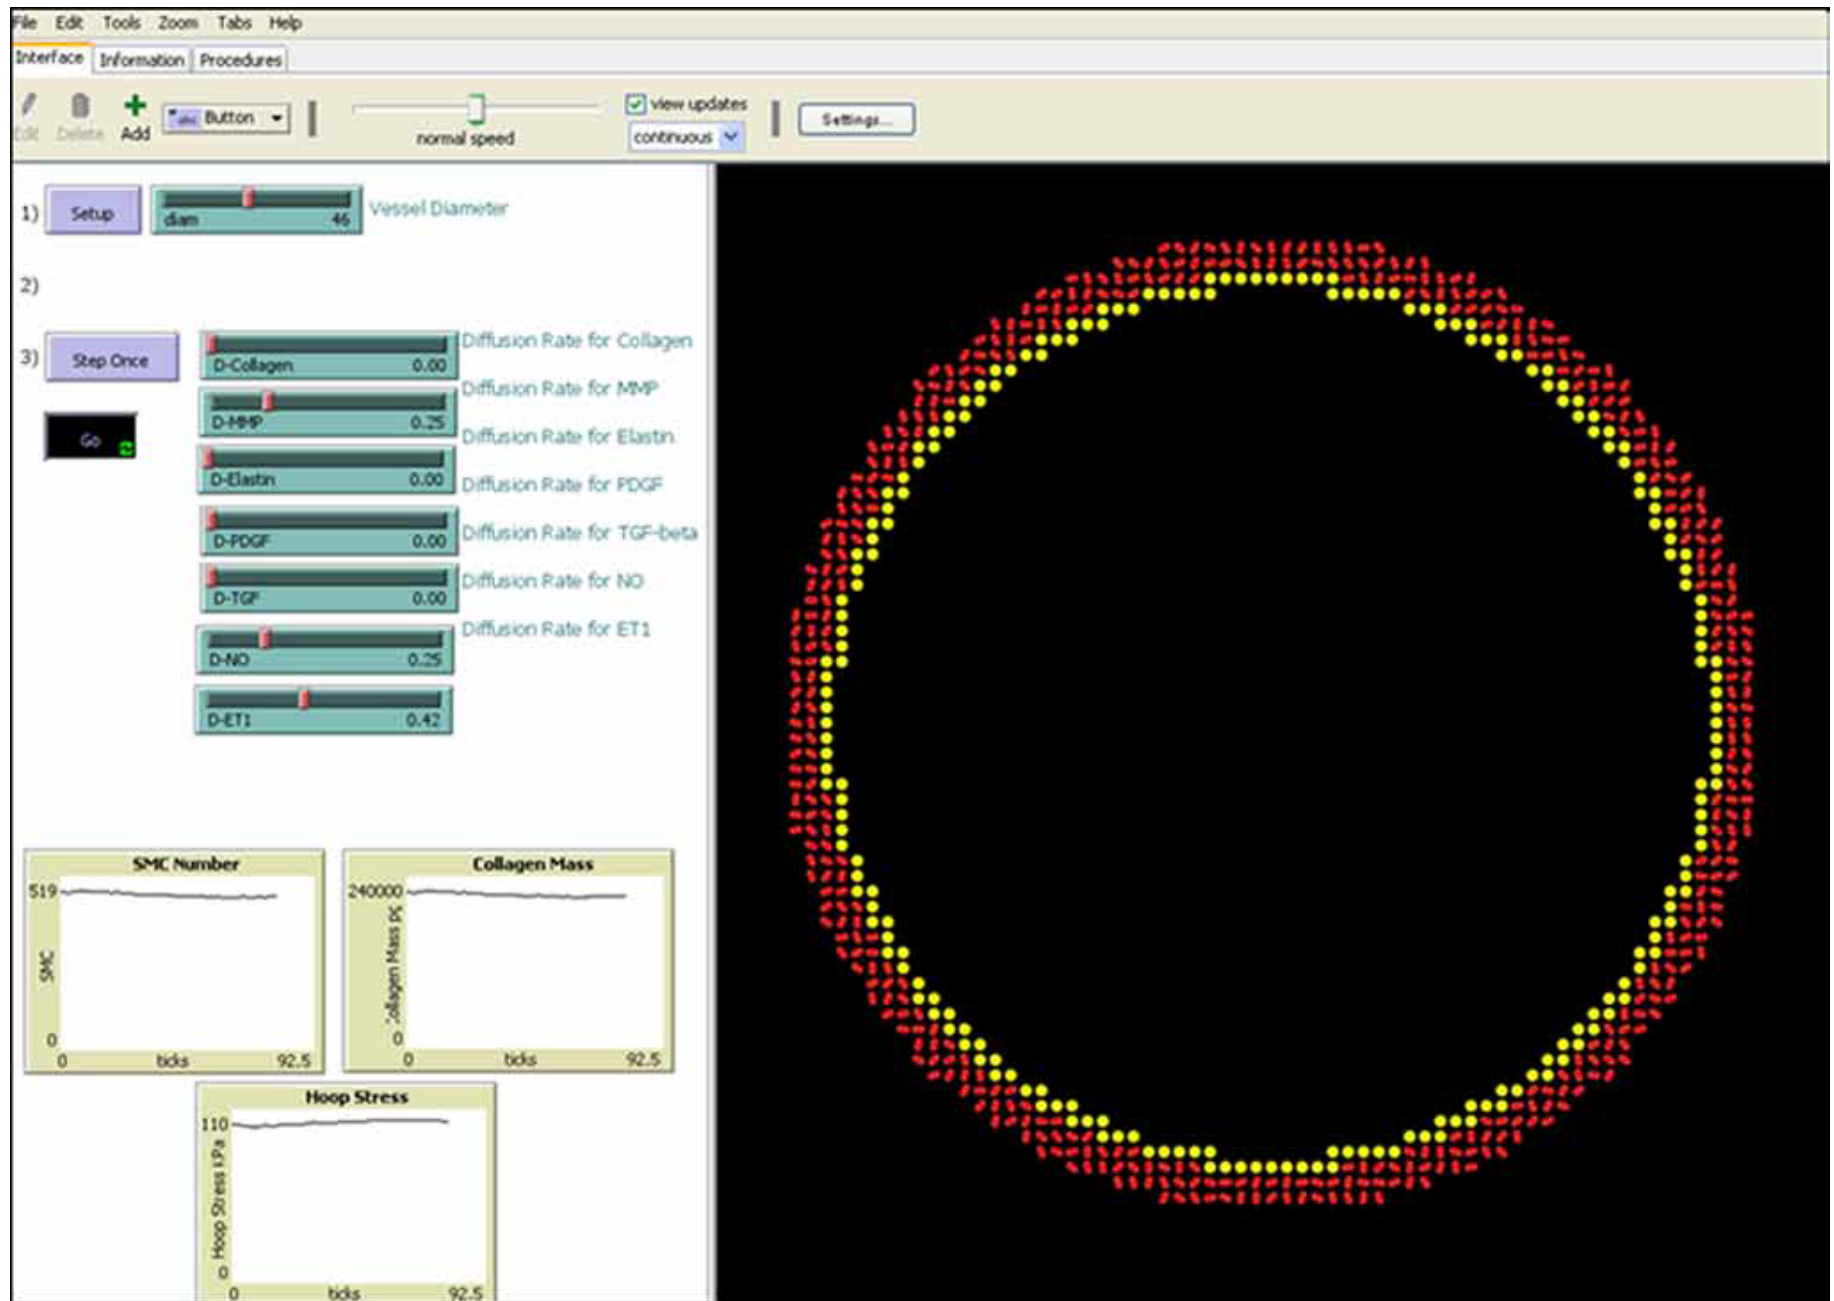 File Edit Tools Zoom Tabs Help
Interface Information Procedures
Edit Delete Add abc Button normal speed view updates continuous Settings...
1) Setup diam 46 Vessel Diameter
2)
3) Step Once
Go
D-Collagen 0.00 Diffusion Rate for Collagen
D-MMP 0.25 Diffusion Rate for MMP
D-Elastin 0.00 Diffusion Rate for Elastin
D-PDGF 0.00 Diffusion Rate for PDGF
D-TGF 0.00 Diffusion Rate for TGF-beta
D-NO 0.25 Diffusion Rate for NO
D-ET1 0.42 Diffusion Rate for ET1
SMC Number
519
SMC
0
0 ticks 92.5
Collagen Mass
240000
Collagen Mass pg
0
0 ticks 92.5
Hoop Stress
110
Hoop Stress kPa
0
0 ticks 92.5